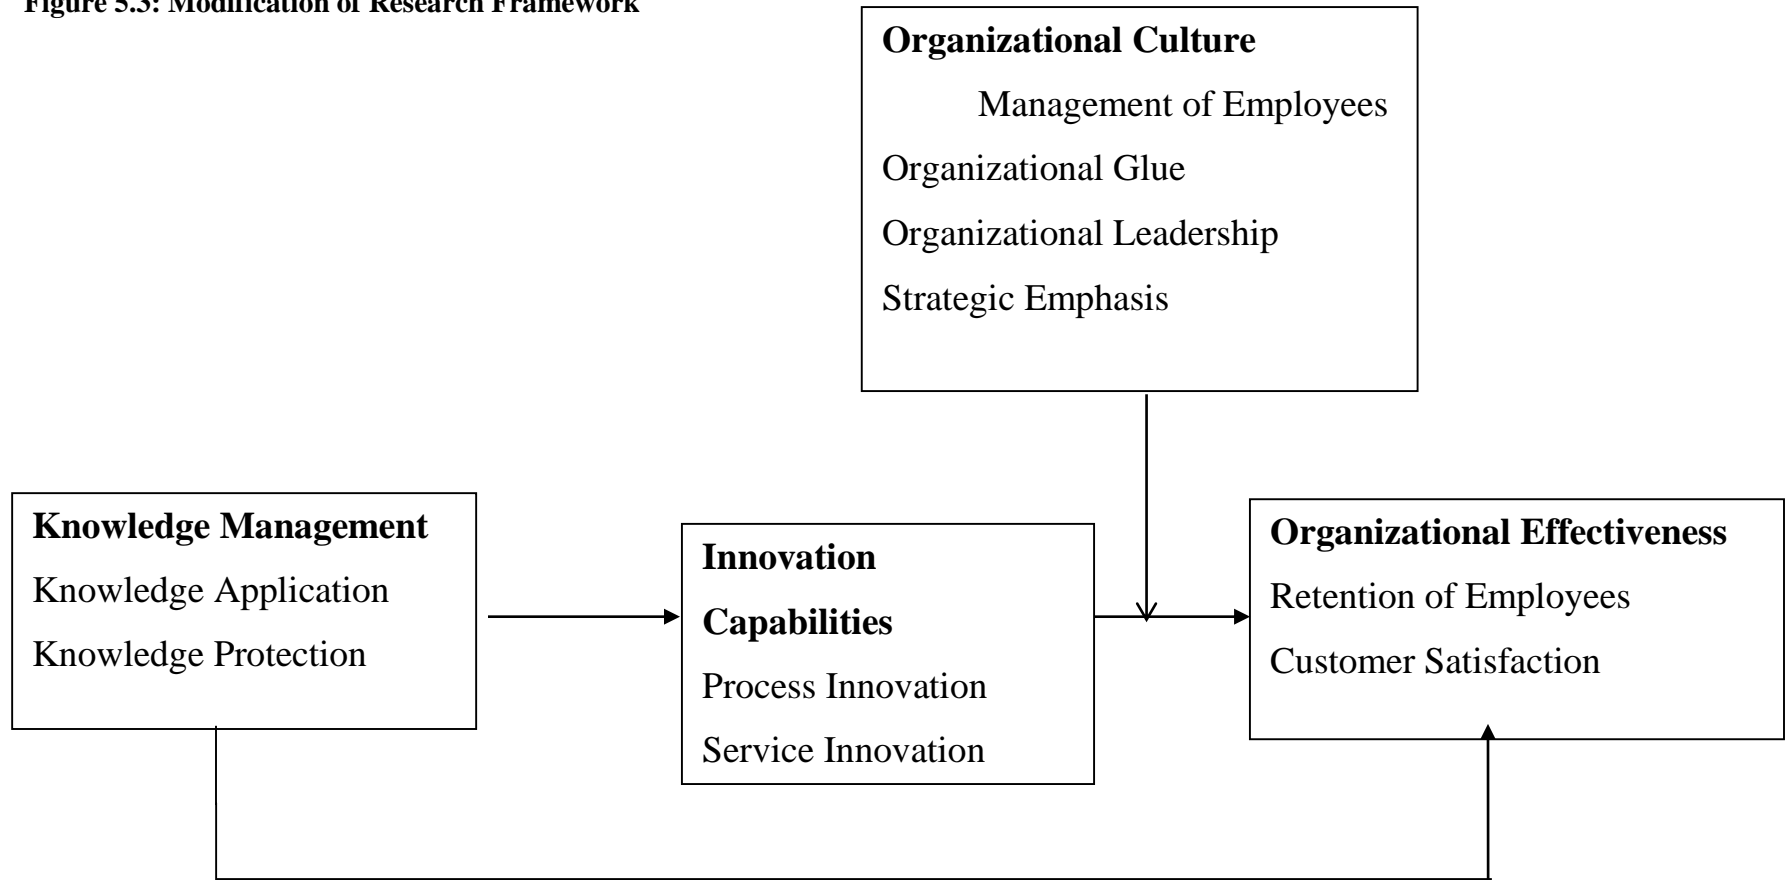 Figure 5.3: Modification of Research Framework
Organizational Culture
Management of Employees
Organizational Glue
Organizational Leadership
Strategic Emphasis
Knowledge Management
Knowledge Application
Knowledge Protection
Innovation
Capabilities
Process Innovation
Service Innovation
Organizational Effectiveness
Retention of Employees
Customer Satisfaction